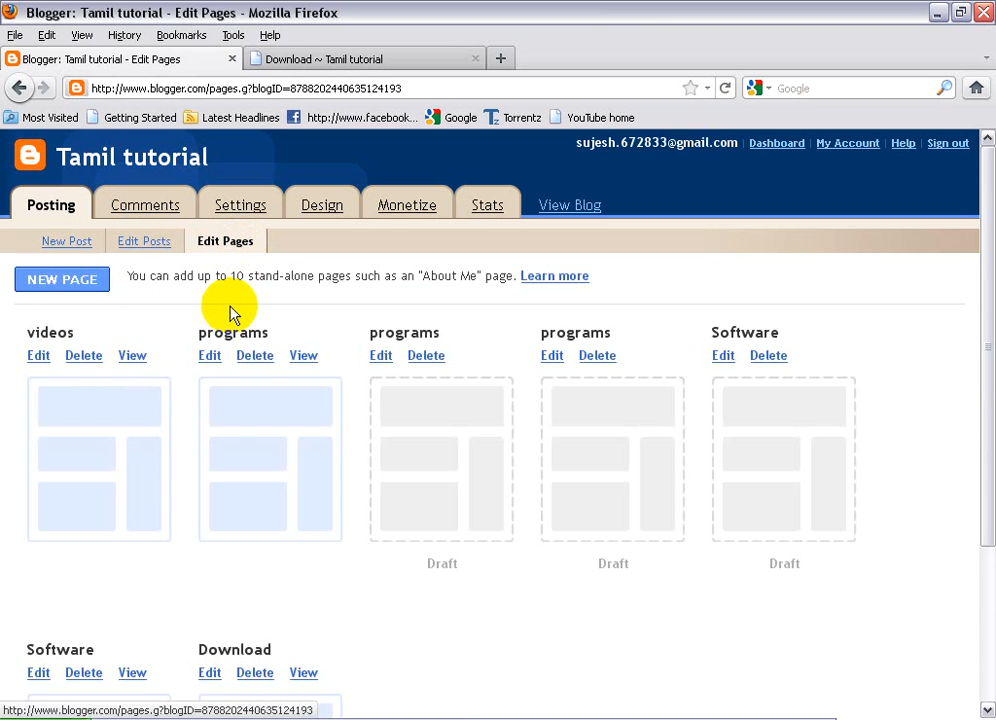 Blogger: Tamil tutorial - Edit Pages - Mozilla Firefox
File Edit View History Bookmarks Tools Help
Blogger: Tamil tutorial - Edit Pages × Download ~ Tamil tutorial × +
http://www.blogger.com/pages.g?blogID=8788202440635124193 Google
Most Visited Getting Started Latest Headlines http://www.facebook... Google Torrentz YouTube home
sujesh.672833@gmail.com | Dashboard | My Account | Help | Sign out
Tamil tutorial
Posting Comments Settings Design Monetize Stats View Blog
New Post Edit Posts Edit Pages
NEW PAGE You can add up to 10 stand-alone pages such as an "About Me" page. Learn more
videos programs programs programs Software
Edit Delete View Edit Delete View Edit Delete Edit Delete Edit Delete
Draft Draft Draft
Software Download
Edit Delete View Edit Delete View
http://www.blogger.com/pages.g?blogID=8788202440635124193